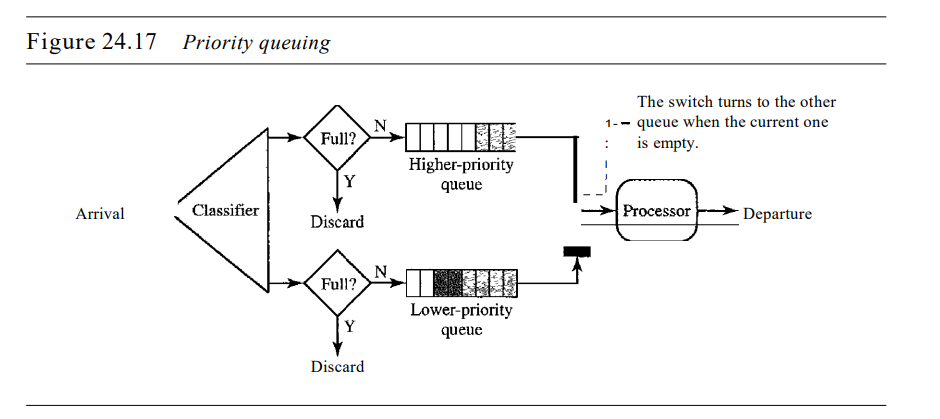 Figure 24.17 Priority queuing
The switch turns to the other
1-- queue when the current one
: is empty.
Full?
N
Higher-priority
queue
Y
Discard
Arrival
Classifier
Processor
Departure
Full?
N
Lower-priority
queue
Y
Discard